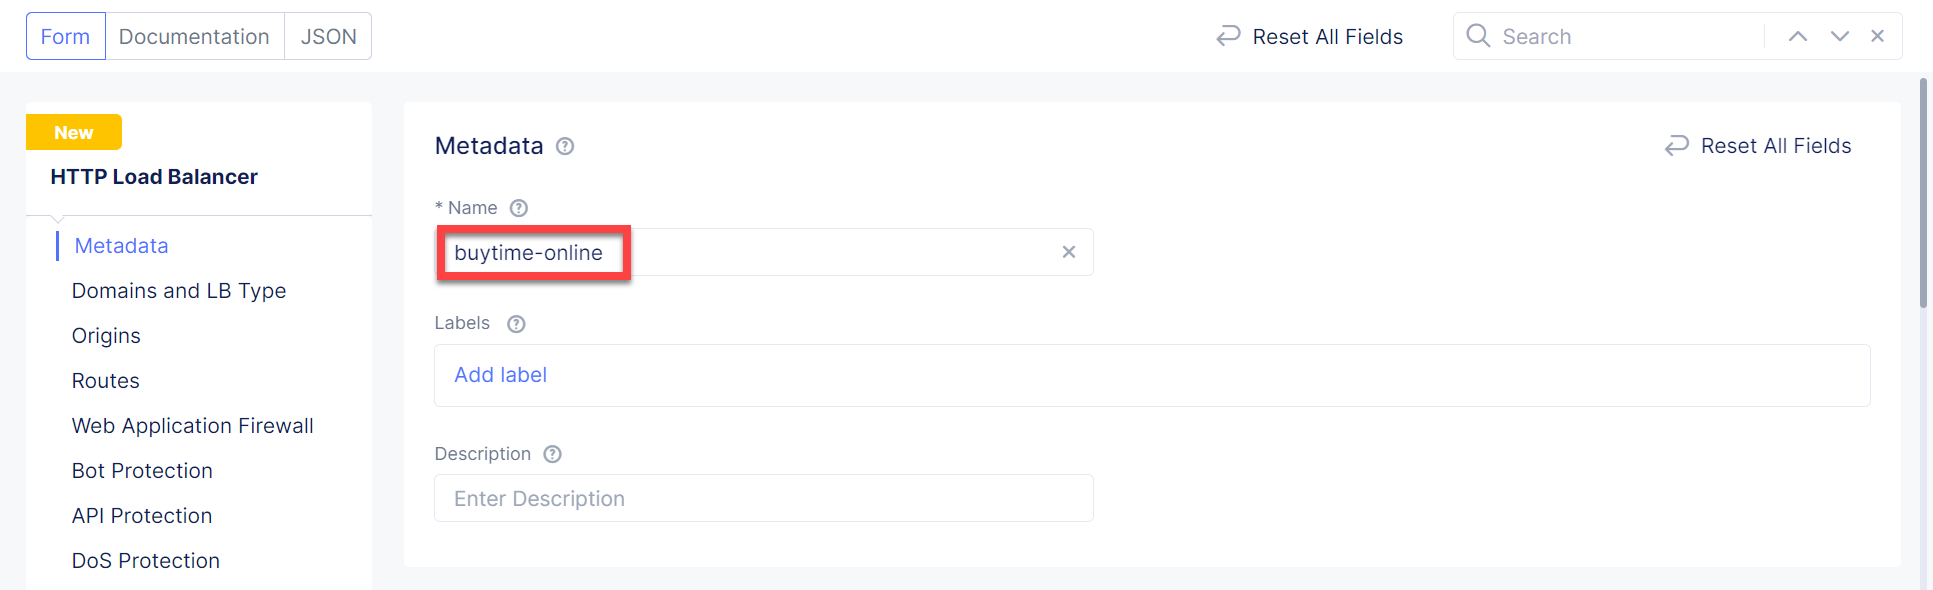 Form Documentation JSON Reset All Fields Search
New
HTTP Load Balancer
Metadata
Domains and LB Type
Origins
Routes
Web Application Firewall
Bot Protection
API Protection
DoS Protection
Metadata ? Reset All Fields
* Name ?
buytime-online
Labels ?
Add label
Description ?
Enter Description